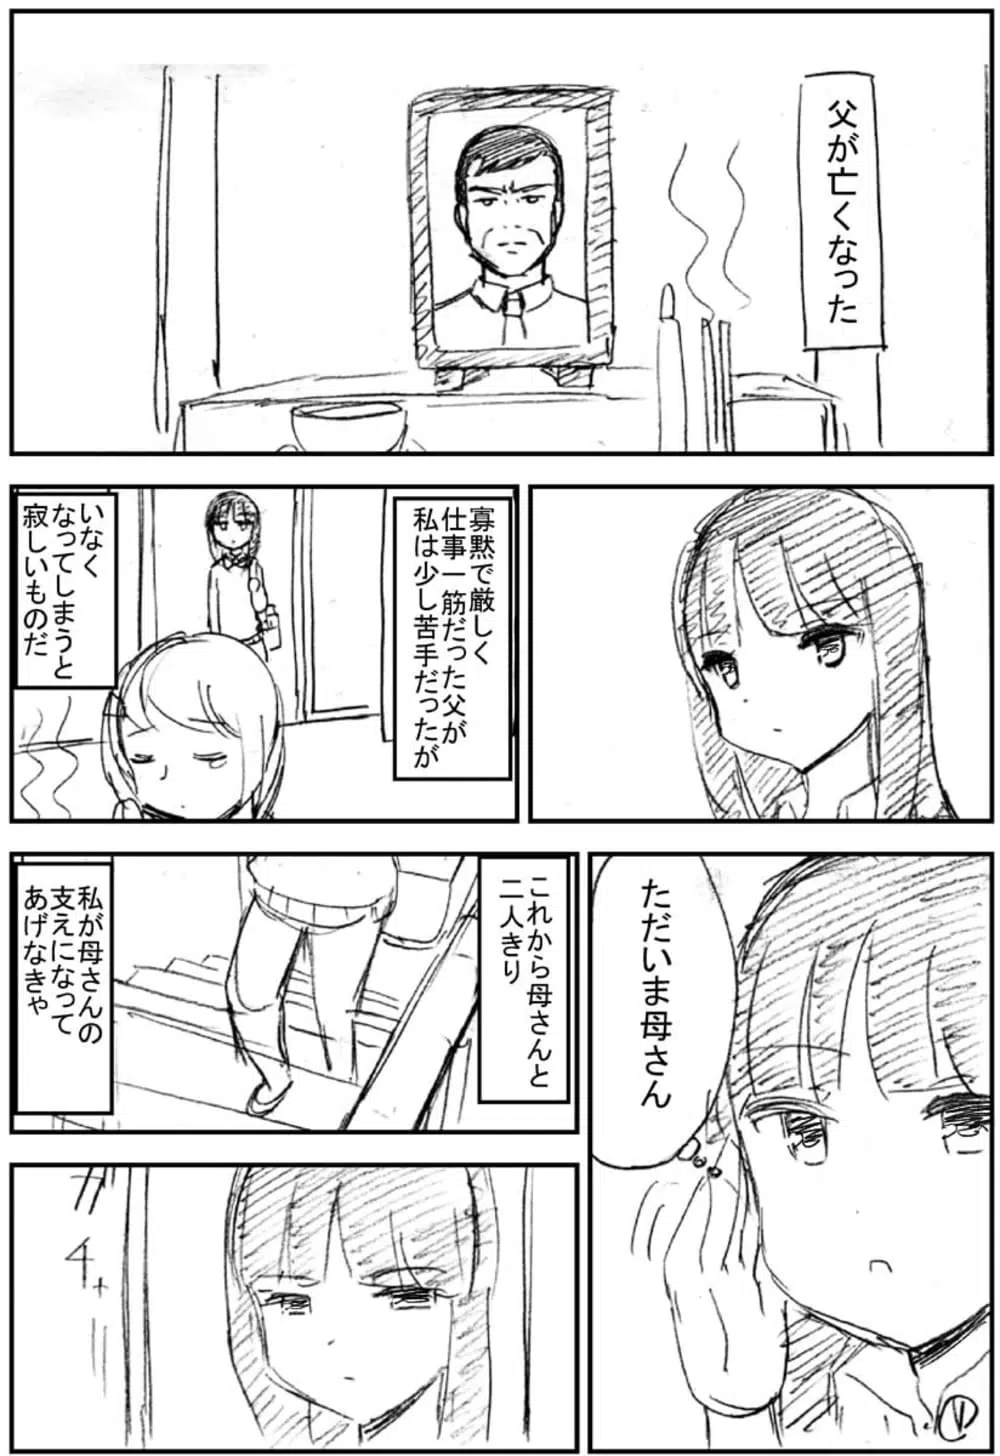 父が亡くなった
寡黙で厳しく
仕事一筋だった父が
私は少し苦手だったが
いなく
なってしまうと
寂しいものだ
ただいま母さん
これから母さんと
二人きり
私が母さんの
支えになって
あげなきゃ